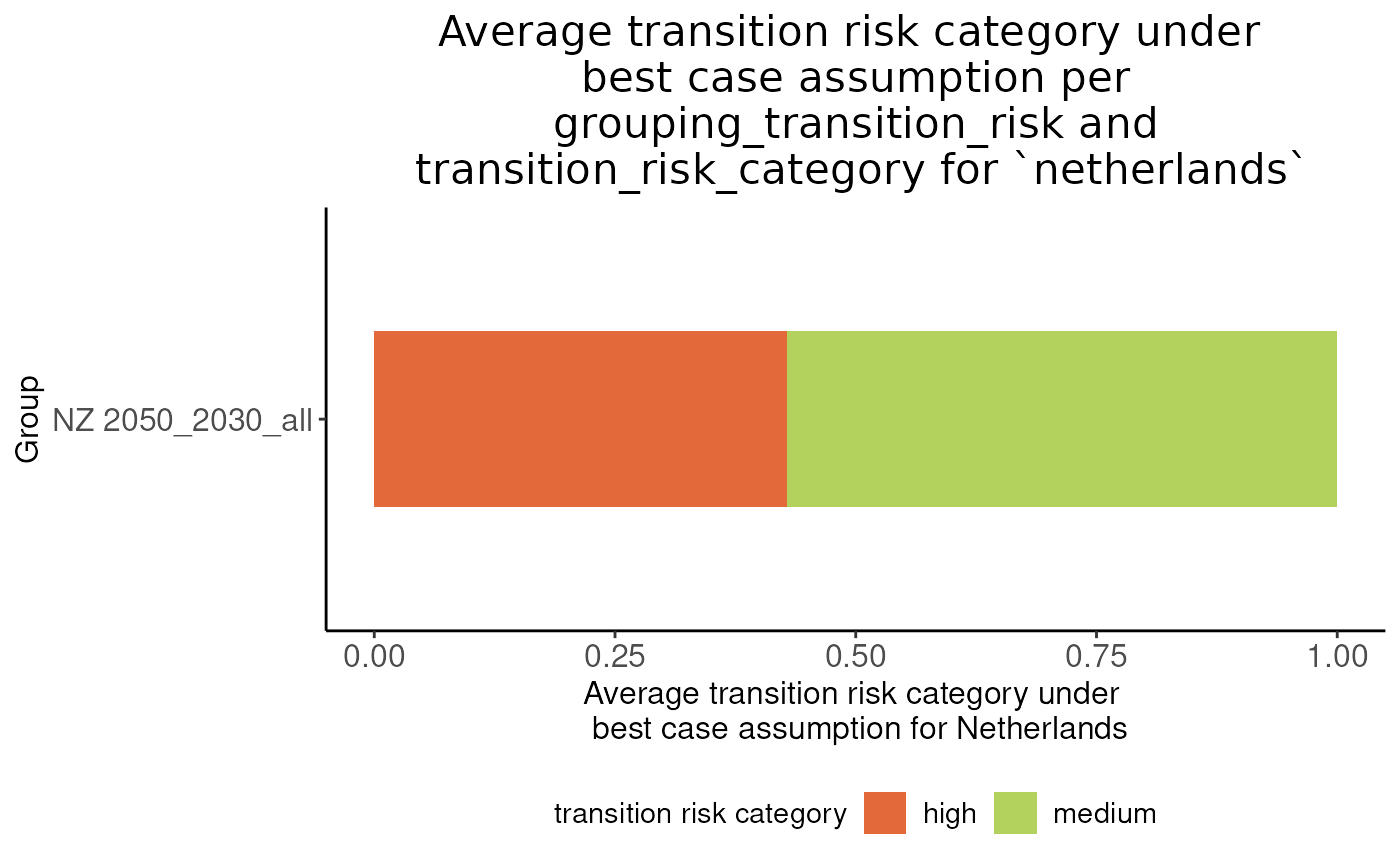 Average transition risk category under
best case assumption per
grouping_transition_risk and
transition_risk_category for `netherlands`
Group
NZ 2050_2030_all
0.00 0.25 0.50 0.75 1.00
Average transition risk category under
best case assumption for Netherlands
transition risk category high medium